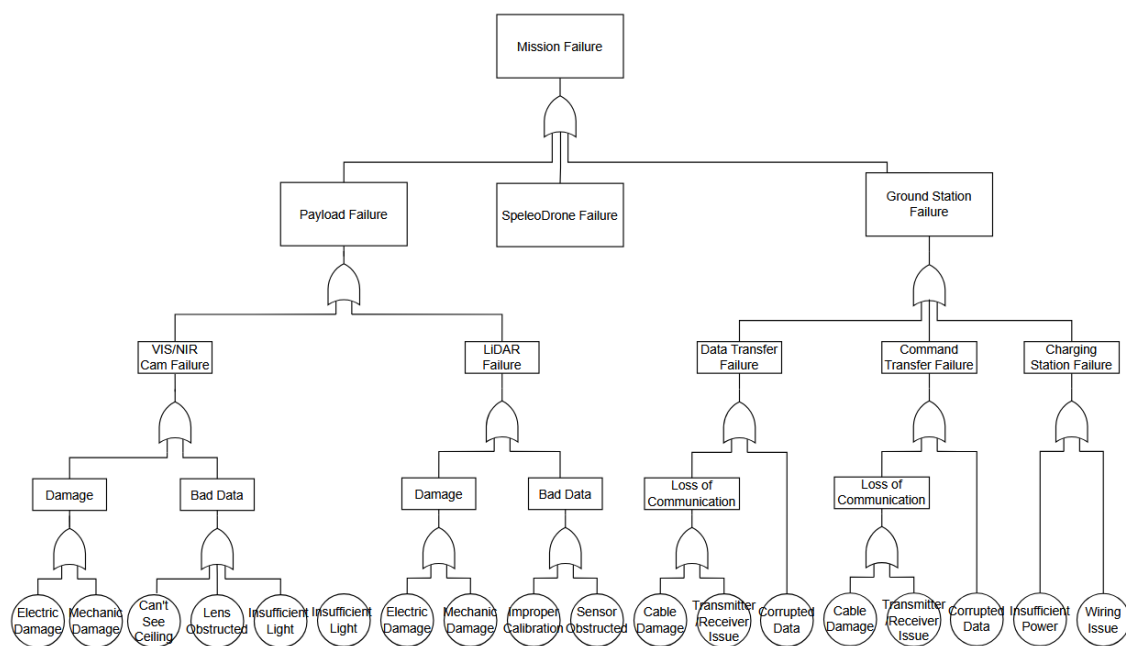 Mission Failure
Payload Failure
SpeleoDrone Failure
Ground Station
Failure
VIS/NIR
Cam Failure
LiDAR
Failure
Data Transfer
Failure
Command
Transfer Failure
Charging
Station Failure
Damage
Bad Data
Damage
Bad Data
Loss of
Communication
Loss of
Communication
Electric
Damage
Mechanic
Damage
Can't
See
Ceiling
Lens
Obstructed
Insufficient
Light
Insufficient
Light
Electric
Damage
Mechanic
Damage
Improper
Calibration
Sensor
Obstructed
Cable
Damage
Transmitter
/Receiver
Issue
Corrupted
Data
Cable
Damage
Transmitter
/Receiver
Issue
Corrupted
Data
Insufficient
Power
Wiring
Issue